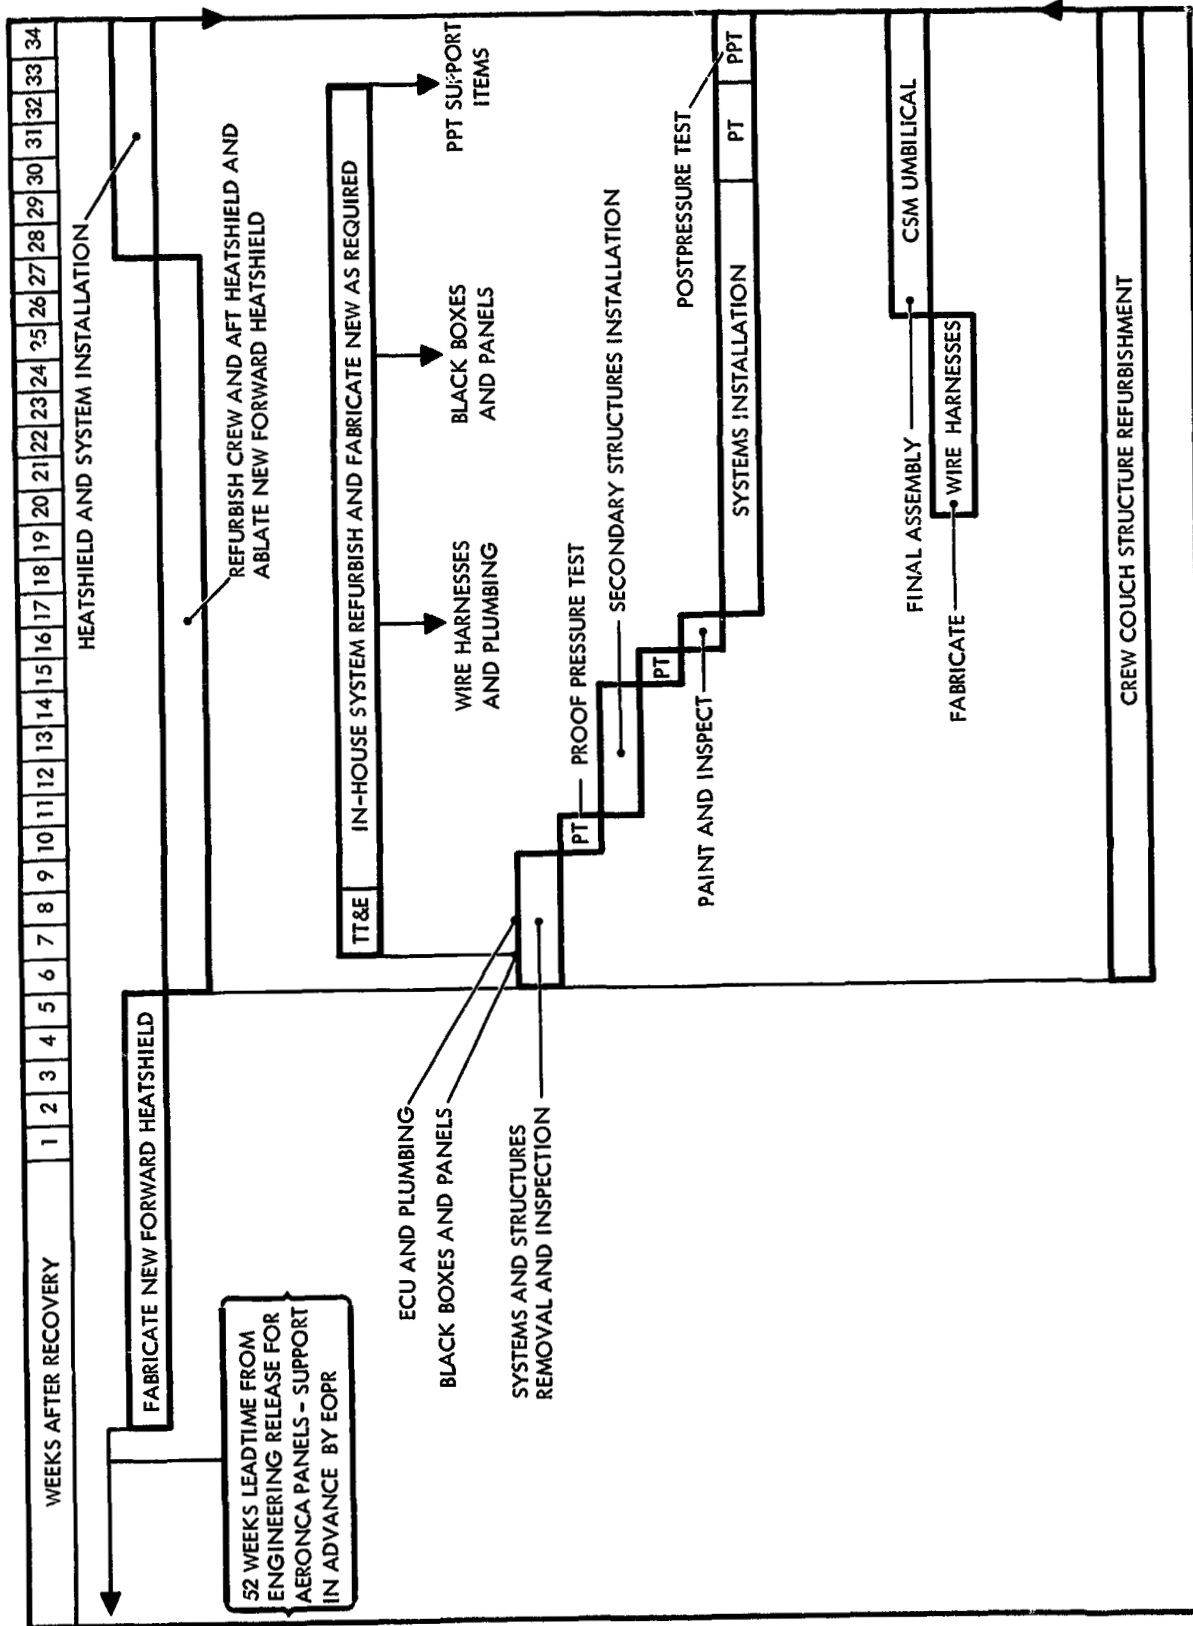 WEEKS AFTER RECOVERY
1 2 3 4 5 6 7 8 9 10 11 12 13 14 15 16 17 18 19 20 21 22 23 24 25 26 27 28 29 30 31 32 33 34
HEATSHIELD AND SYSTEM INSTALLATION
FABRICATE NEW FORWARD HEATSHIELD
REFURBISH CREW AND AFT HEATSHIELD AND
ABLATE NEW FORWARD HEATSHIELD
52 WEEKS LEADTIME FROM
ENGINEERING RELEASE FOR
AERONCA PANELS – SUPPORT
IN ADVANCE BY EOPR
TT&E
IN-HOUSE SYSTEM REFURBISH AND FABRICATE NEW AS REQUIRED
WIRE HARNESSES
AND PLUMBING
BLACK BOXES
AND PANELS
PPT SUPPORT
ITEMS
ECU AND PLUMBING
BLACK BOXES AND PANELS
SYSTEMS AND STRUCTURES
REMOVAL AND INSPECTION
PT
PROOF PRESSURE TEST
SECONDARY STRUCTURES INSTALLATION
PT
PAINT AND INSPECT
POSTPRESSURE TEST
SYSTEMS INSTALLATION
PT
PPT
FINAL ASSEMBLY
CSM UMBILICAL
FABRICATE
WIRE HARNESSES
CREW COUCH STRUCTURE REFURBISHMENT